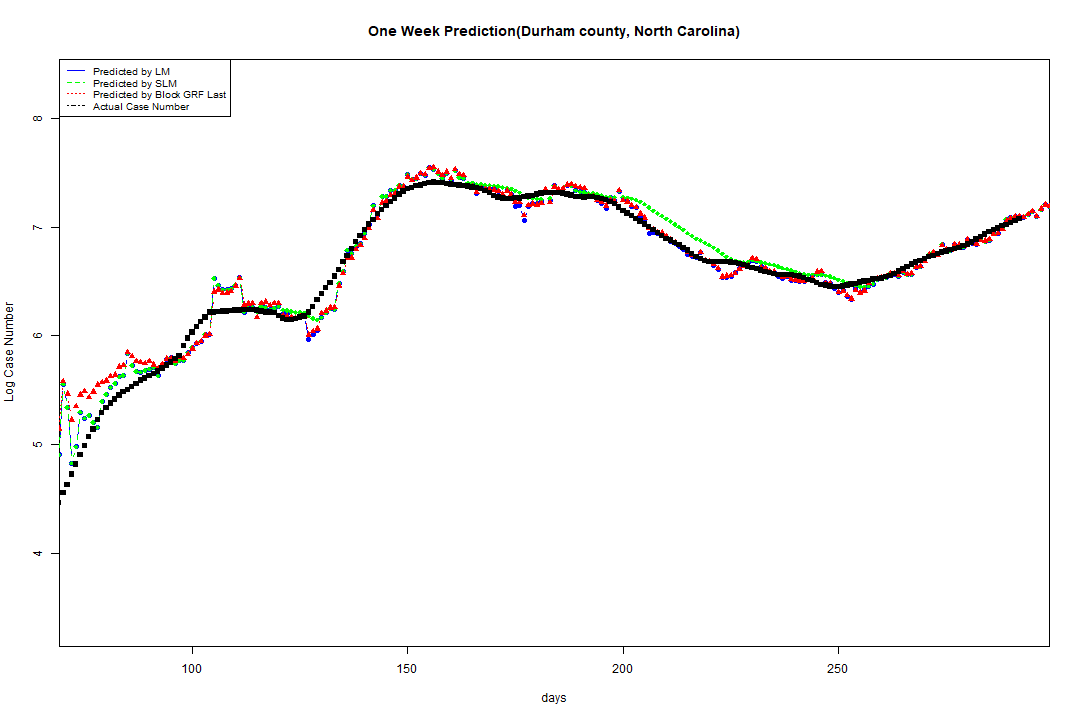 One Week Prediction(Durham county, North Carolina)
Predicted by LM
Predicted by SLM
Predicted by Block GRF Last
Actual Case Number
8
7
6
5
4
Log Case Number
100
150
200
250
days